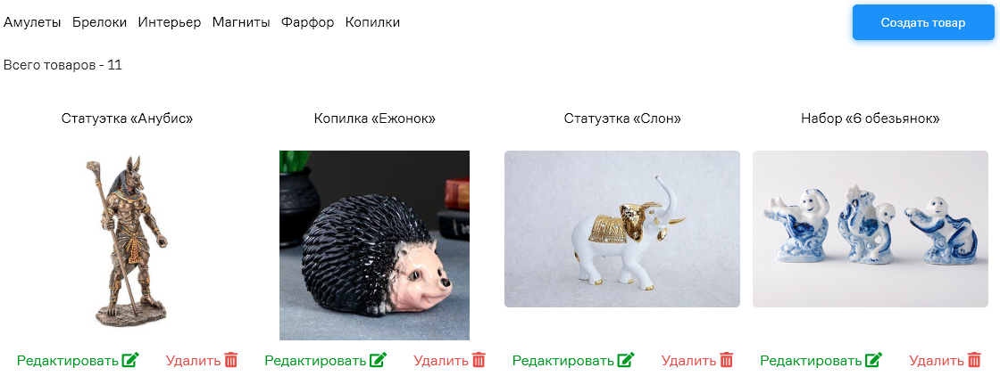 Амулеты Брелоки Интерьер Магниты Фарфор Копилки Создать товар
Всего товаров - 11
Статуэтка «Анубис» Копилка «Ежонок» Статуэтка «Слон» Набор «6 обезьянок»
Редактировать Удалить Редактировать Удалить Редактировать Удалить Редактировать Удалить